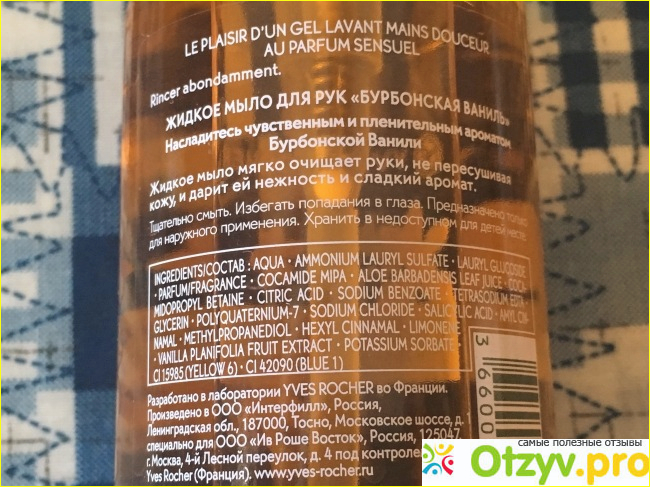 LE PLAISIR D'UN GEL LAVANT MAINS DOUCEUR
AU PARFUM SENSUEL
Rincer abondamment.
ЖИДКОЕ МЫЛО ДЛЯ РУК «БУРБОНСКАЯ ВАНИЛЬ»
Насладитесь чувственным и пленительным ароматом
Бурбонской Ванили
Жидкое мыло мягко очищает руки, не пересушивая
кожу, и дарит ей нежность и сладкий аромат.
Тщательно смыть. Избегать попадания в глаза. Предназначено только
для наружного применения. Хранить в недоступном для детей месте.
INGREDIENTS/СОСТАВ: AQUA · AMMONIUM LAURYL SULFATE · LAURYL GLUCOSIDE
· PARFUM/FRAGRANCE · COCAMIDE MIPA · ALOE BARBADENSIS LEAF JUICE · COCA-
MIDOPROPYL BETAINE · CITRIC ACID · SODIUM BENZOATE · TETRASODIUM EDTA ·
GLYCERIN · POLYQUATERNIUM-7 · SODIUM CHLORIDE · SALICYLIC ACID · AMYL CIN-
NAMAL · METHYLPROPANEDIOL · HEXYL CINNAMAL · LIMONENE
· VANILLA PLANIFOLIA FRUIT EXTRACT · POTASSIUM SORBATE ·
CI 15985 (YELLOW 6) · CI 42090 (BLUE 1)
3 16600
Разработано в лаборатории YVES ROCHER во Франции.
Произведено в ООО «Интерфилл», Россия,
Ленинградская обл., 187000, Тосно, Московское шоссе, д.
специально для ООО «Ив Роше Восток», Россия, 125047,
г. Москва, 4-й Лесной переулок, д. 4 под контролем
Yves Rocher (Франция). www.yves-rocher.ru
самые полезные отзывы
Otzyv.pro